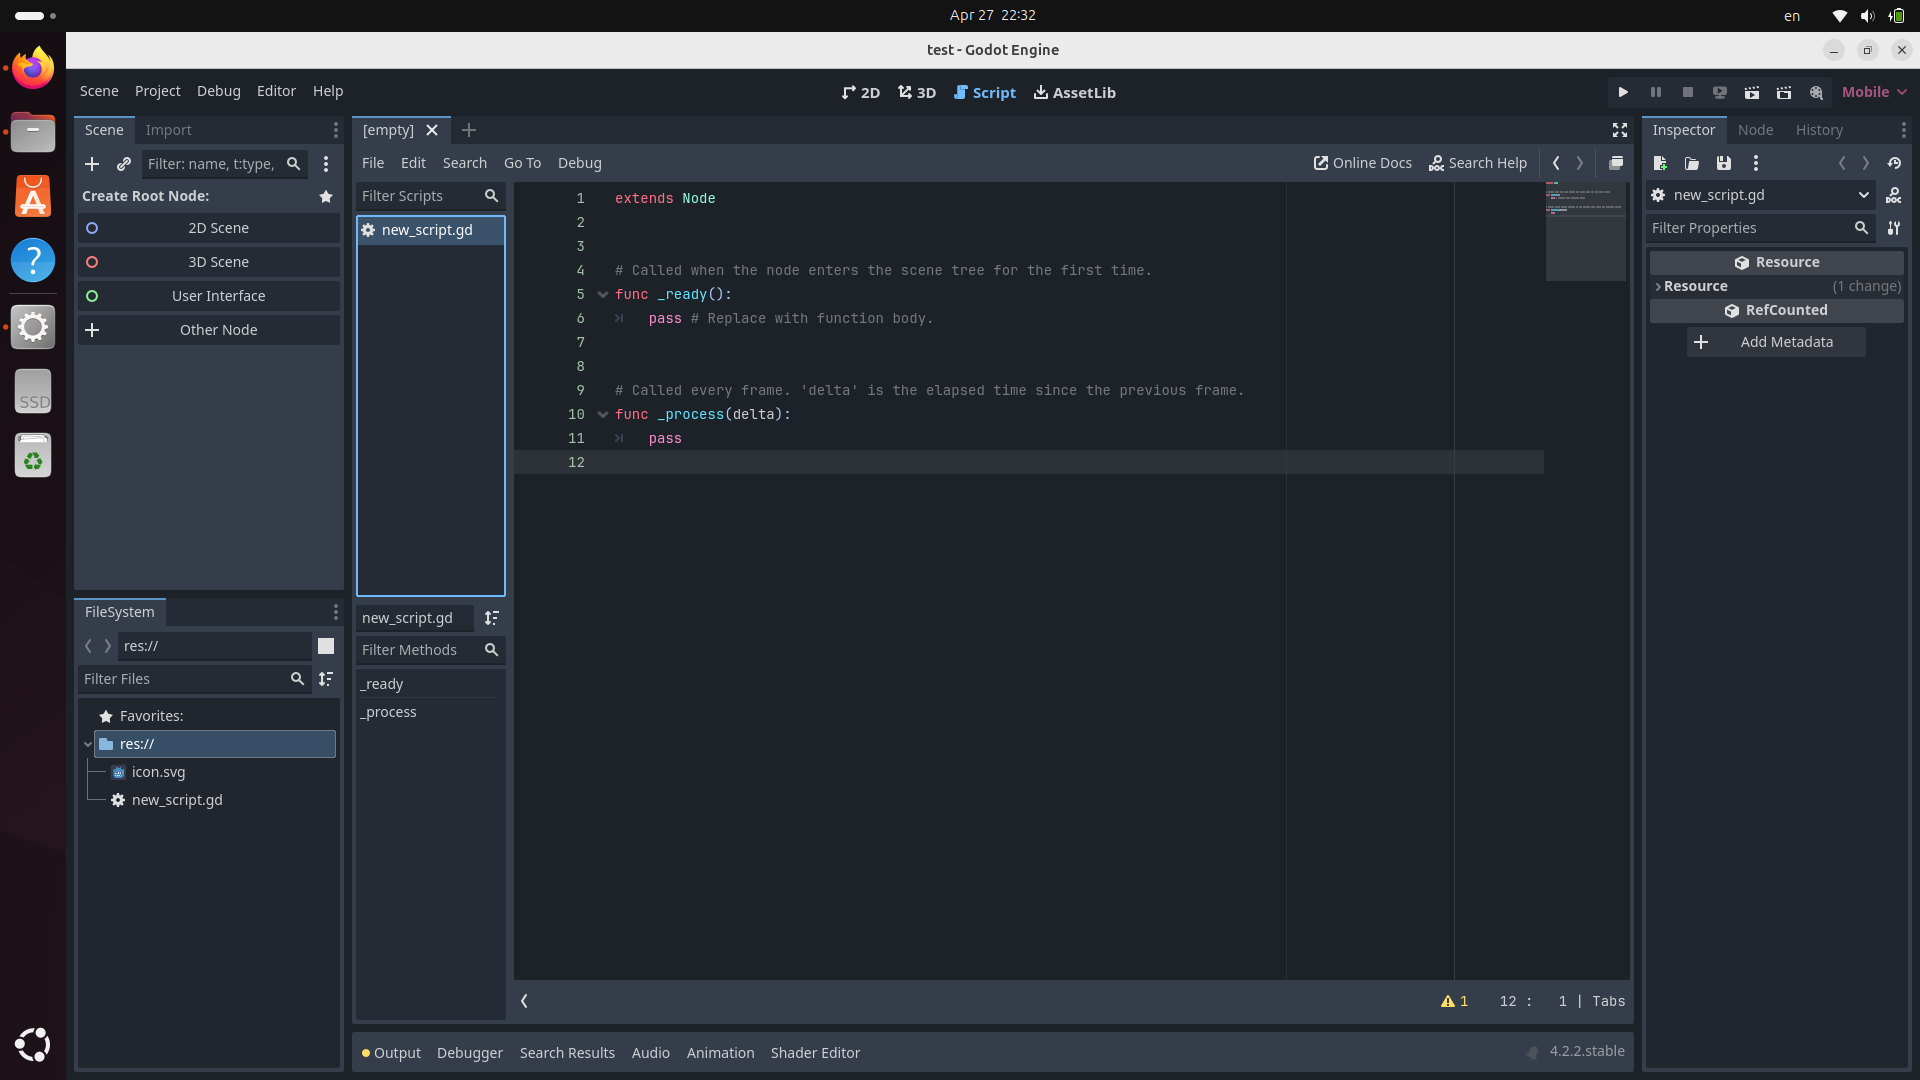 Apr 27 22:32
en
test - Godot Engine
Scene Project Debug Editor Help
2D 3D Script AssetLib
Mobile
Scene Import
Filter: name, t:type,
Create Root Node:
2D Scene
3D Scene
User Interface
Other Node
FileSystem
res://
Filter Files
Favorites:
res://
icon.svg
new_script.gd
[empty]
File Edit Search Go To Debug
Online Docs Search Help
Filter Scripts
new_script.gd
new_script.gd
Filter Methods
_ready
_process
1 extends Node
2
3
4 # Called when the node enters the scene tree for the first time.
5 func _ready():
6 pass # Replace with function body.
7
8
9 # Called every frame. 'delta' is the elapsed time since the previous frame.
10 func _process(delta):
11 pass
12
1 12 : 1 | Tabs
Output Debugger Search Results Audio Animation Shader Editor
4.2.2.stable
Inspector Node History
new_script.gd
Filter Properties
Resource
Resource (1 change)
RefCounted
Add Metadata
SSD
DOC